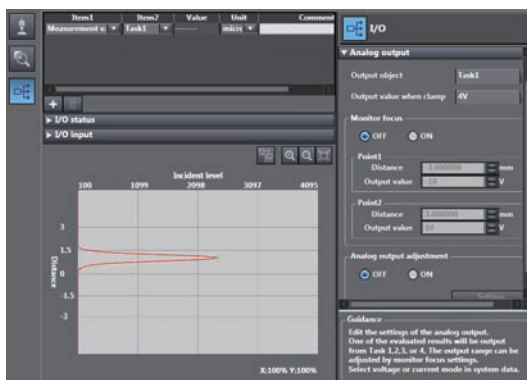 Item1 Item2 Value Unit Comment
Measurement v. Task1 ------ micro
I/O status
I/O input
Incident level
100 1099 2098 3097 4095
Distance
3
1.5
0
-1.5
-3
X:100% Y:100%
I/O
Analog output
Output object Task1
Output value when clamp 4V
Monitor focus
OFF ON
Point1
Distance mm
Output value -10 V
Point2
Distance 3.000000 mm
Output value 10 V
Analog output adjustment
OFF ON
Guidance
Edit the settings of the analog output.
One of the evaluated results will be output
from Task 1,2,3, or 4. The output range can be
adjusted by monitor focus settings.
Select voltage or current mode in system data.